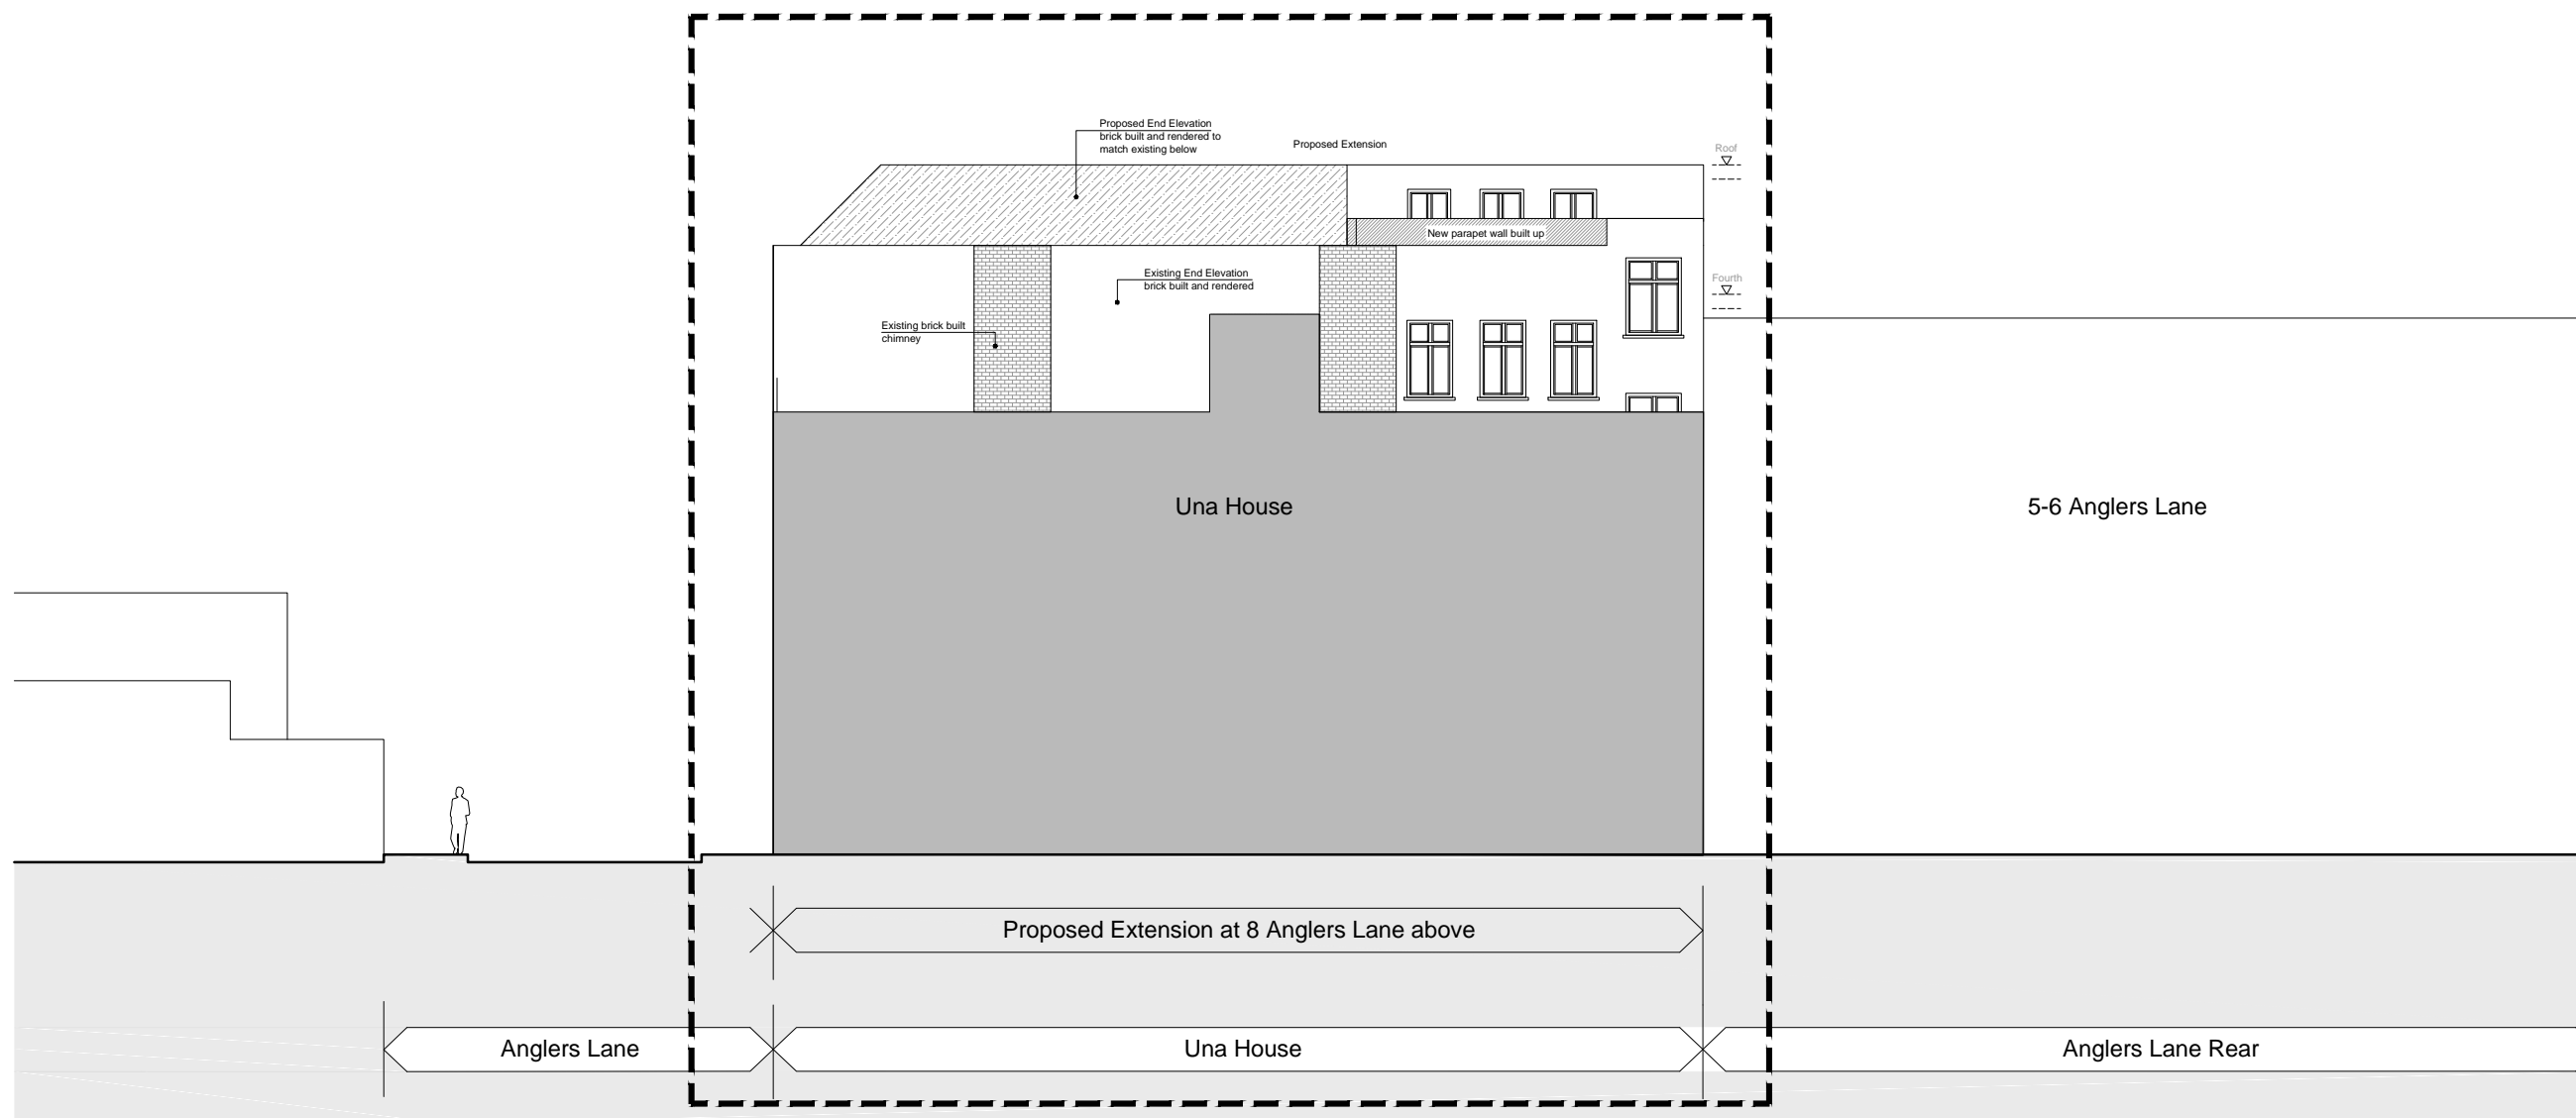 Proposed End Elevation
brick built and rendered to
match existing below
Proposed Extension
Roof
New parapet wall built up
Existing End Elevation
brick built and rendered
Fourth
Existing brick built
chimney
Una House
5-6 Anglers Lane
Proposed Extension at 8 Anglers Lane above
Anglers Lane
Una House
Anglers Lane Rear